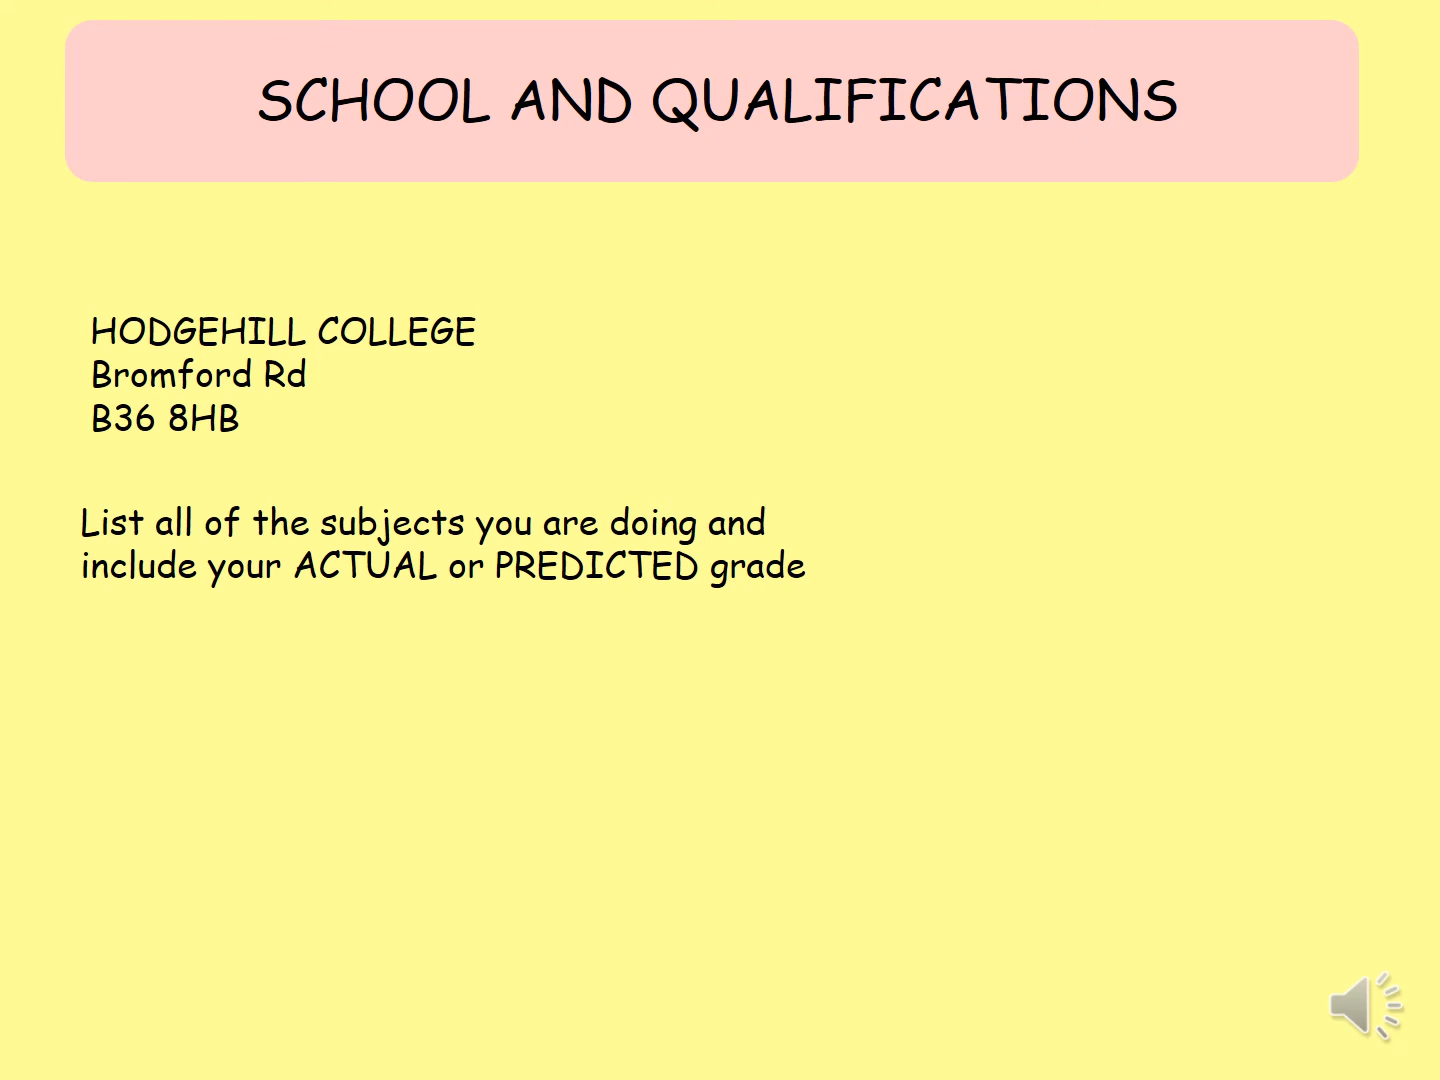 SCHOOL AND QUALIFICATIONS
HODGEHILL COLLEGE
Bromford Rd
B36 8HB
List all of the subjects you are doing and
include your ACTUAL or PREDICTED grade